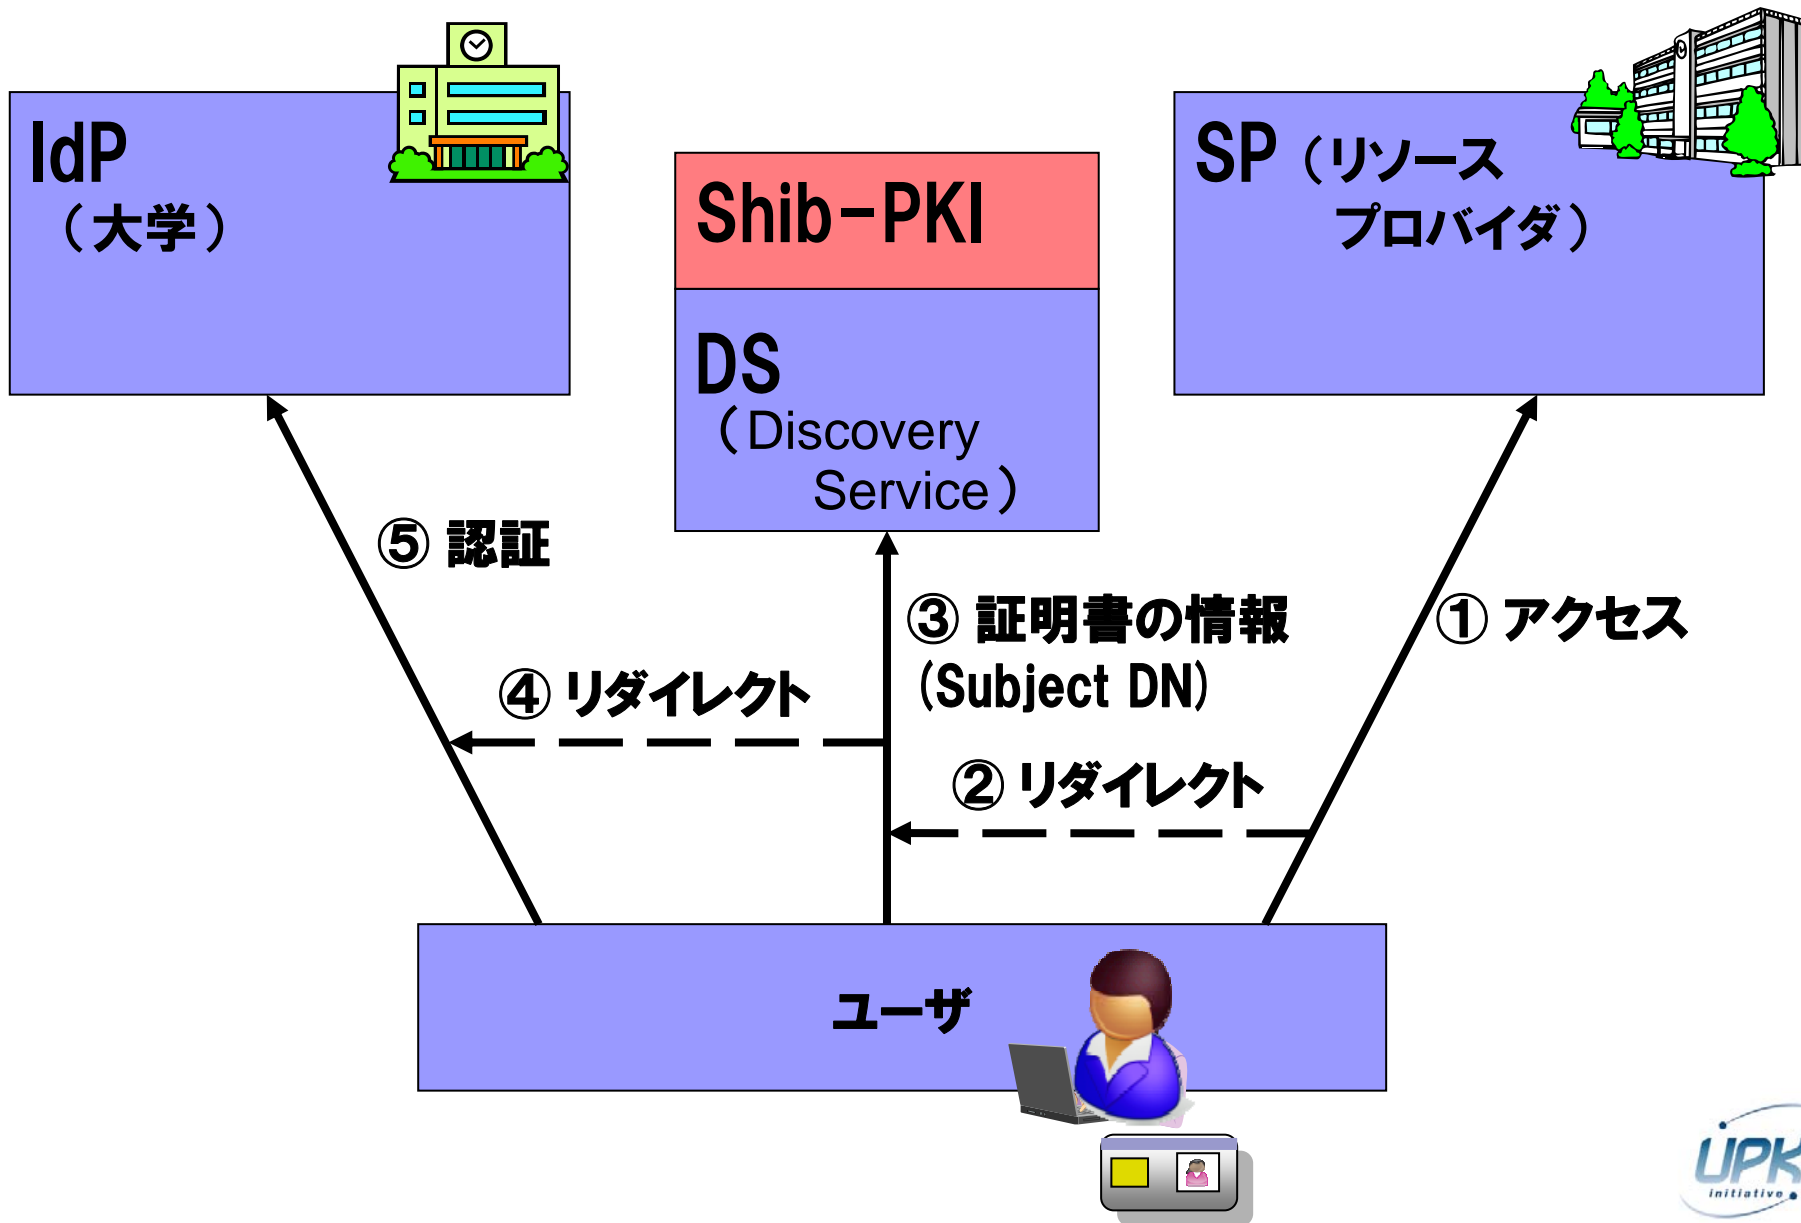 IdP
（大学）
Shib－PKI
DS
（Discovery
Service）
SP（リソース
プロバイダ）
⑤ 認証
③ 証明書の情報
(Subject DN)
① アクセス
④ リダイレクト
② リダイレクト
ユーザ
UPK
initiative